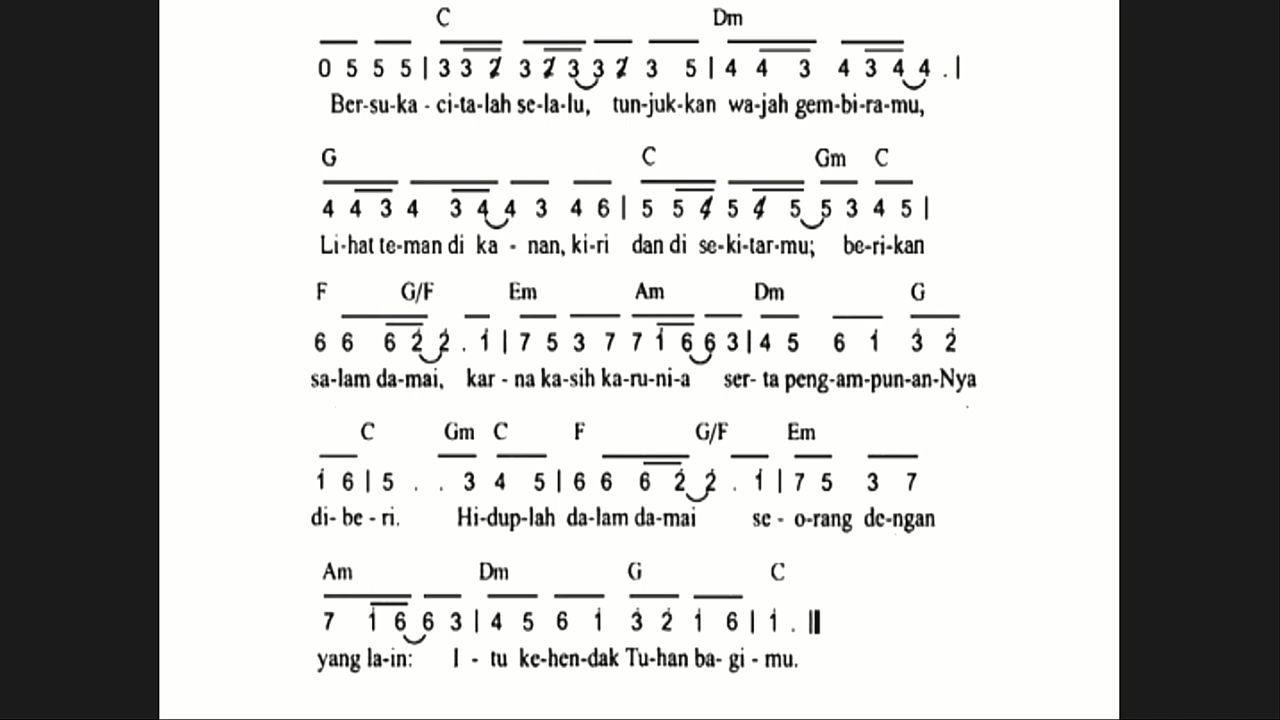 C Dm
0 5 5 5 | 3 3 2̸ 3 2̸ 3 3 2̸ 3 5 | 4 4 3 4 3 4 4 . |
Ber-su-ka - ci-ta-lah se-la-lu, tun-juk-kan wa-jah gem-bi-ra-mu,
G C Gm C
4 4 3 4 3 4 4 3 4 6 | 5 5 4̸ 5 4̸ 5 5 3 4 5 |
Li-hat te-man di ka - nan, ki-ri dan di se-ki-tar-mu; be-ri-kan
F G/F Em Am Dm G
6 6 6 2̇ 2̇ . 1̇ | 7 5 3 7 7 1̇ 6 6 3 | 4 5 6 1̇ 3̇ 2̇
sa-lam da-mai, kar - na ka-sih ka-ru-ni-a ser- ta peng-am-pun-an-Nya
C Gm C F G/F Em
1̇ 6 | 5 . . 3 4 5 | 6 6 6 2̇ 2̇ . 1̇ | 7 5 3 7
di- be - ri. Hi-dup-lah da-lam da-mai se - o-rang de-ngan
Am Dm G C
7 1̇ 6 6 3 | 4 5 6 1̇ 3̇ 2̇ 1̇ 6 | 1̇ . ||
yang la-in: I - tu ke-hen-dak Tu-han ba- gi - mu.